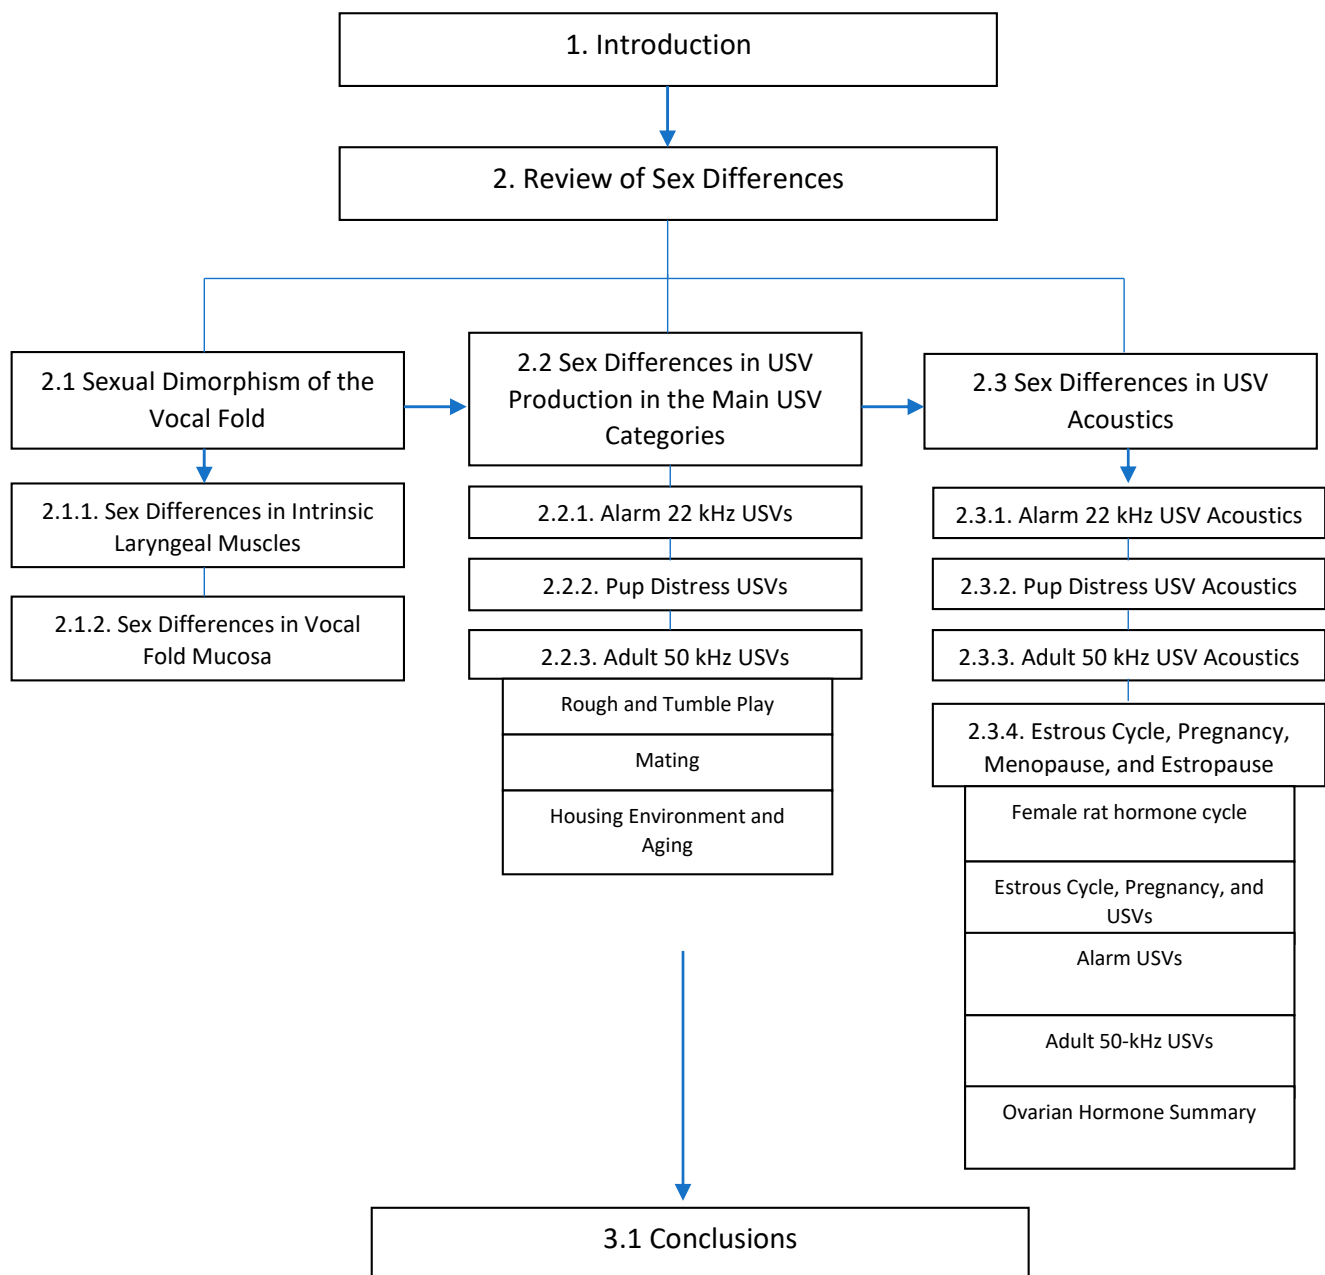 1. Introduction
2. Review of Sex Differences
2.1 Sexual Dimorphism of the
Vocal Fold
2.1.1. Sex Differences in Intrinsic
Laryngeal Muscles
2.1.2. Sex Differences in Vocal
Fold Mucosa
2.2 Sex Differences in USV
Production in the Main USV
Categories
2.2.1. Alarm 22 kHz USVs
2.2.2. Pup Distress USVs
2.2.3. Adult 50 kHz USVs
Rough and Tumble Play
Mating
Housing Environment and
Aging
2.3 Sex Differences in USV
Acoustics
2.3.1. Alarm 22 kHz USV Acoustics
2.3.2. Pup Distress USV Acoustics
2.3.3. Adult 50 kHz USV Acoustics
2.3.4. Estrous Cycle, Pregnancy,
Menopause, and Estropause
Female rat hormone cycle
Estrous Cycle, Pregnancy, and
USVs
Alarm USVs
Adult 50-kHz USVs
Ovarian Hormone Summary
3.1 Conclusions